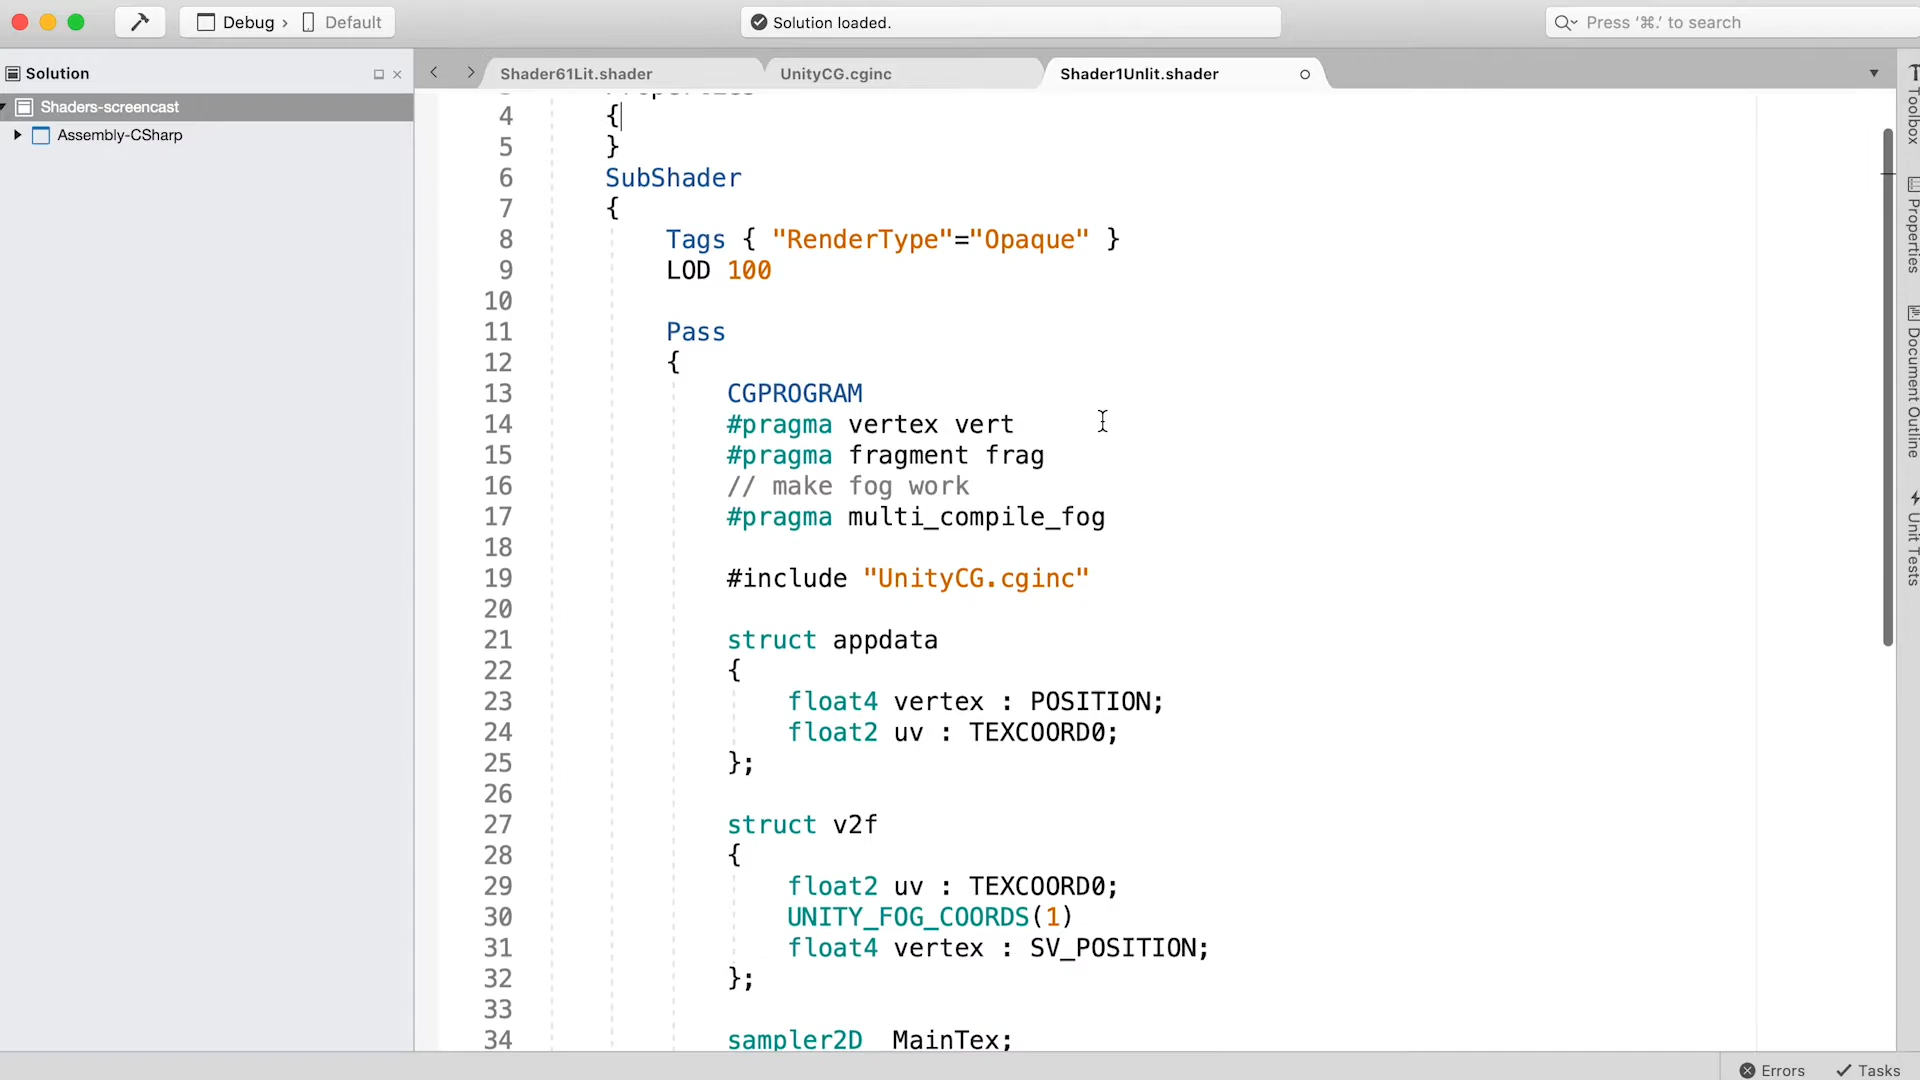 Debug › Default
Solution loaded.
Press ‘⌘.’ to search
Solution
Shader61Lit.shader
UnityCG.cginc
Shader1Unlit.shader
Shaders-screencast
Assembly-CSharp
4 {
5 }
6 SubShader
7 {
8 Tags { "RenderType"="Opaque" }
9 LOD 100
10
11 Pass
12 {
13 CGPROGRAM
14 #pragma vertex vert
15 #pragma fragment frag
16 // make fog work
17 #pragma multi_compile_fog
18
19 #include "UnityCG.cginc"
20
21 struct appdata
22 {
23 float4 vertex : POSITION;
24 float2 uv : TEXCOORD0;
25 };
26
27 struct v2f
28 {
29 float2 uv : TEXCOORD0;
30 UNITY_FOG_COORDS(1)
31 float4 vertex : SV_POSITION;
32 };
33
34 sampler2D MainTex;
Toolbox
Properties
Document Outline
Unit Tests
Errors
Tasks